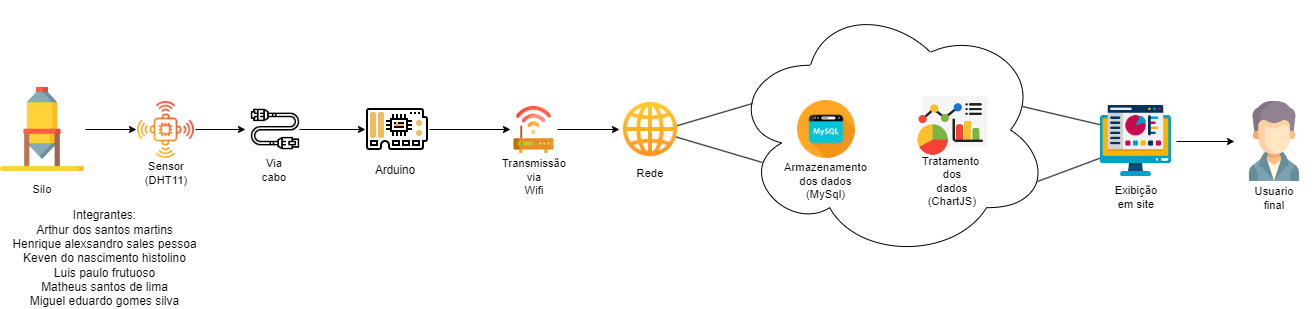 Silo
Sensor
(DHT11)
Via
cabo
Arduino
Transmissão
via
Wifi
Rede
MySQL
Armazenamento
dos dados
(MySql)
Tratamento
dos
dados
(ChartJS)
Exibição
em site
Usuario
final
Integrantes:
Arthur dos santos martins
Henrique alexsandro sales pessoa
Keven do nascimento histolino
Luis paulo frutuoso
Matheus santos de lima
Miguel eduardo gomes silva